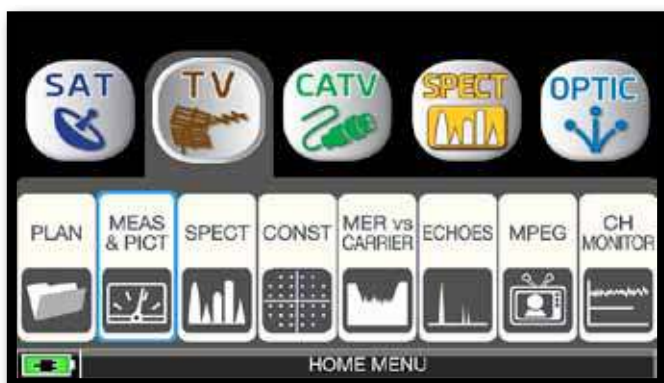 SAT TV CATV SPECT OPTIC
PLAN MEAS & PICT SPECT CONST MER vs CARRIER ECHOES MPEG CH MONITOR
HOME MENU